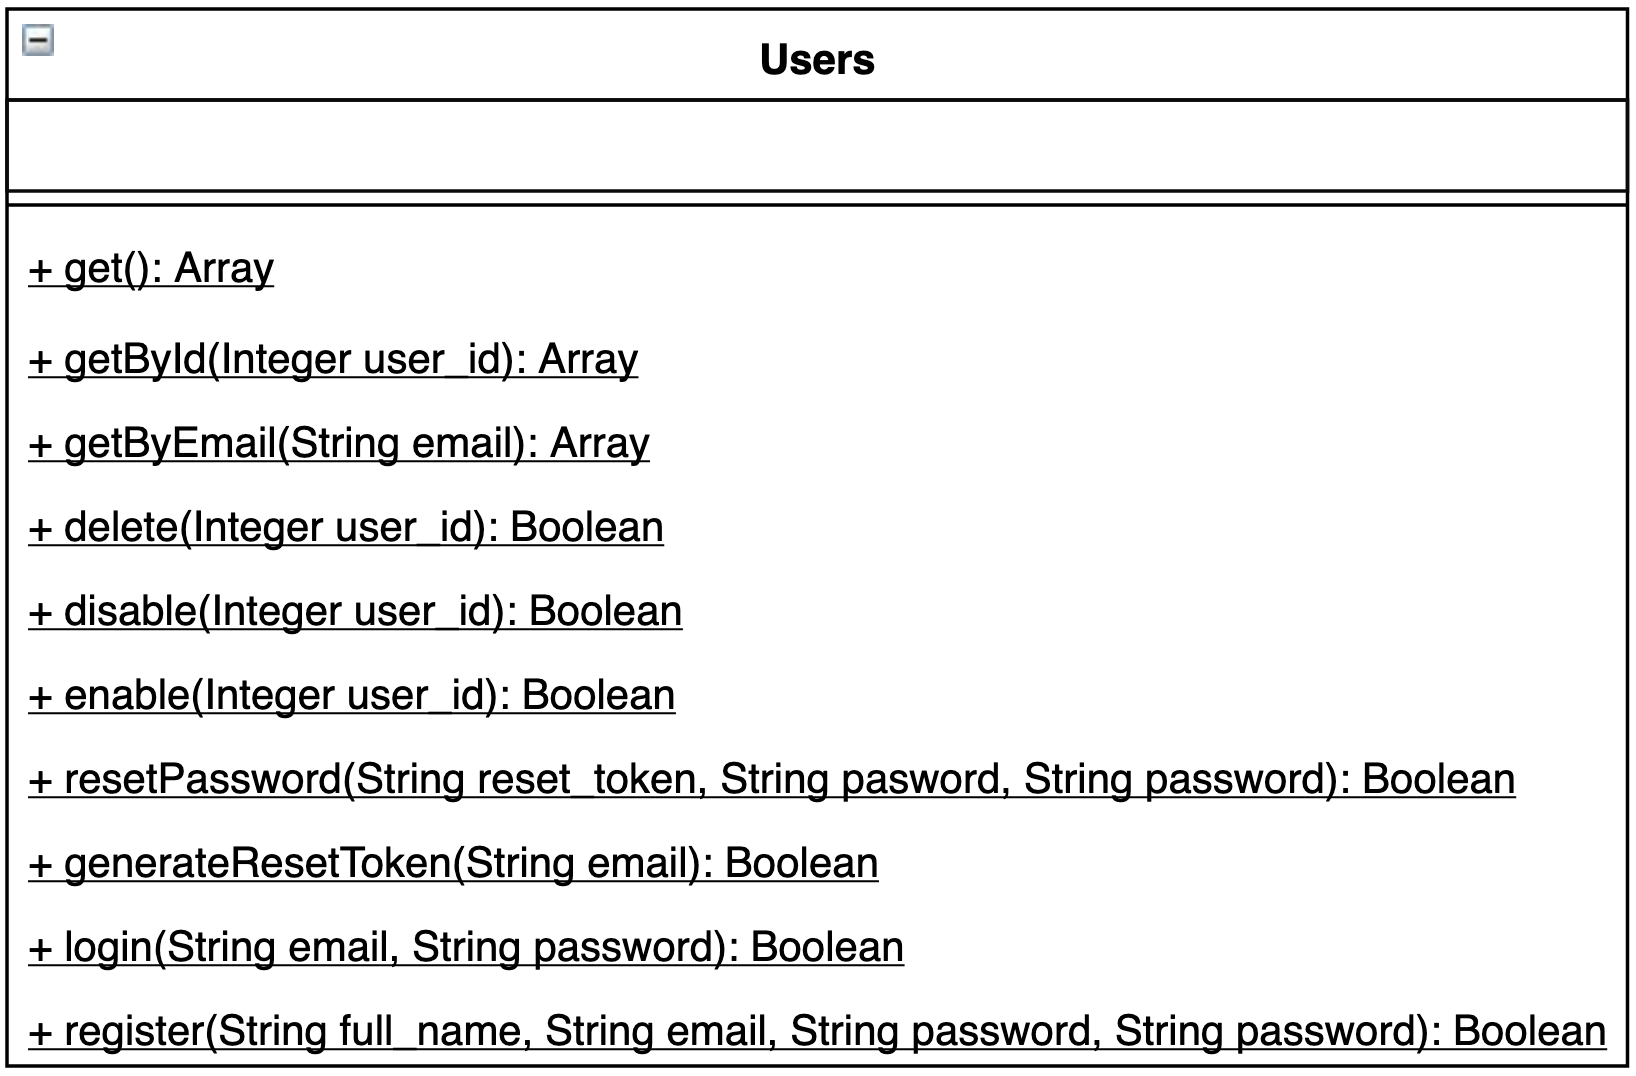 Users
+ get(): Array
+ getById(Integer user_id): Array
+ getByEmail(String email): Array
+ delete(Integer user_id): Boolean
+ disable(Integer user_id): Boolean
+ enable(Integer user_id): Boolean
+ resetPassword(String reset_token, String pasword, String password): Boolean
+ generateResetToken(String email): Boolean
+ login(String email, String password): Boolean
+ register(String full_name, String email, String password, String password): Boolean